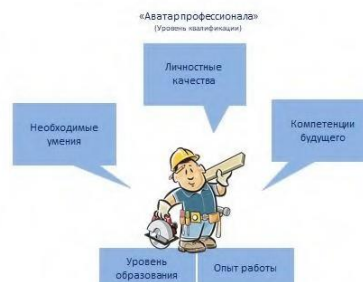 «Аватарпрофессионала»
(Уровень квалификации)
Личностные
качества
Необходимые
умения
Компетенции
будущего
Уровень
образования
Опыт работы